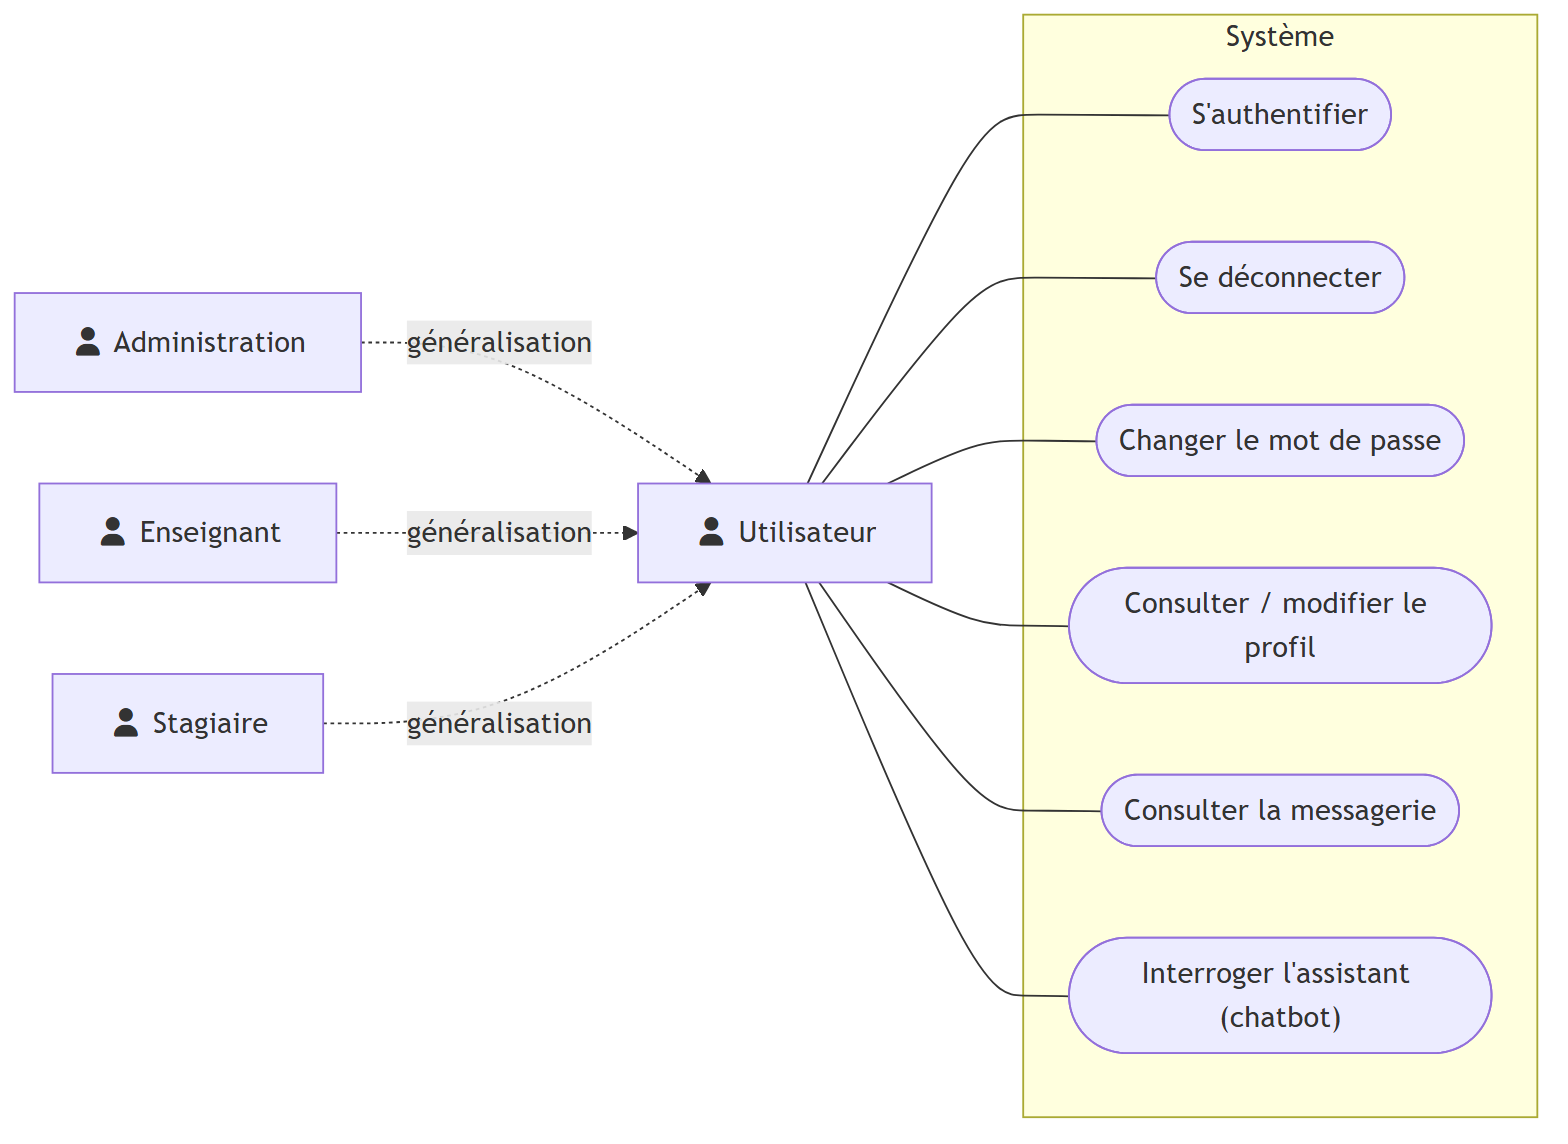 Système
S'authentifier
Se déconnecter
Administration
généralisation
Changer le mot de passe
Enseignant
généralisation
Utilisateur
Consulter / modifier le
profil
Stagiaire
généralisation
Consulter la messagerie
Interroger l'assistant
(chatbot)